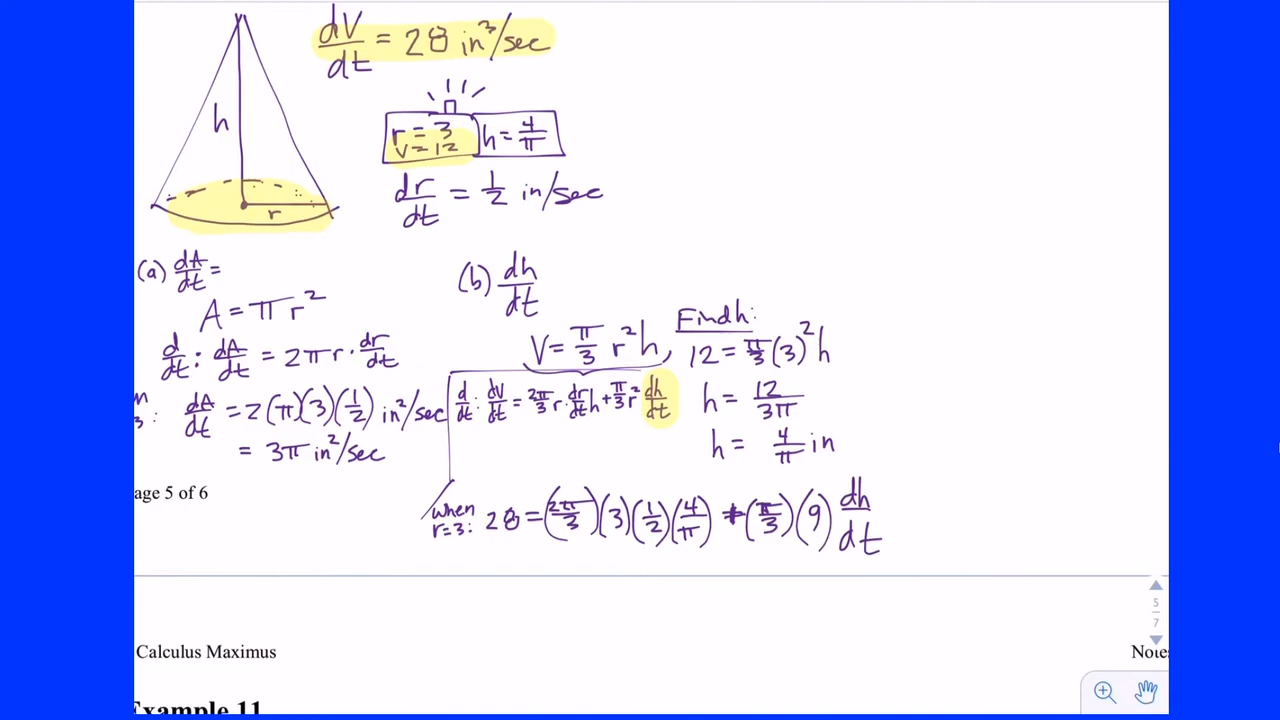 dV/dt = 28 in³/sec
h
r = 3
V = 12
h = 4/π
r
dr/dt = 1/2 in/sec
(a) dA/dt =
A = πr²
d/dt: dA/dt = 2πr · dr/dt
3: dA/dt = 2(π)(3)(1/2) in²/sec
= 3π in²/sec
(b) dh/dt
V = π/3 r²h,
d/dt: dV/dt = 2π/3 r · dr/dt h + π/3 r² dh/dt
Find h:
12 = π/3 (3)² h
h = 12/3π
h = 4/π in
when r=3: 28 = (2π/3)(3)(1/2)(4/π) + (π/3)(9) dh/dt
age 5 of 6
5
7
Calculus Maximus
Note
Example 11